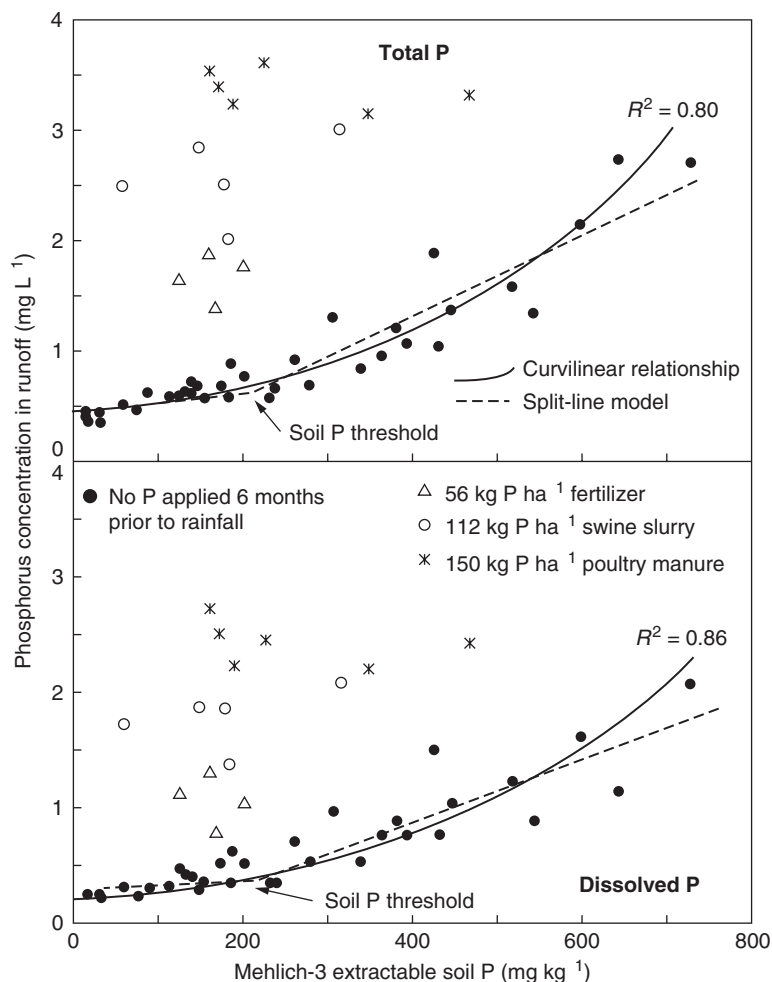 4
Total P
R² = 0.80
3
2
1
Curvilinear relationship
Split-line model
Soil P threshold
0
Phosphorus concentration in runoff (mg L 1)
4
No P applied 6 months
prior to rainfall
56 kg P ha 1 fertilizer
112 kg P ha 1 swine slurry
150 kg P ha 1 poultry manure
3
R² = 0.86
2
1
Soil P threshold
Dissolved P
0
0 200 400 600 800
Mehlich-3 extractable soil P (mg kg 1)